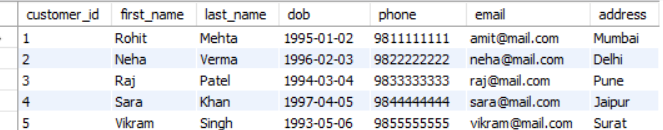 customer_id first_name last_name dob phone email address
1 Rohit Mehta 1995-01-02 9811111111 amit@mail.com Mumbai
2 Neha Verma 1996-02-03 9822222222 neha@mail.com Delhi
3 Raj Patel 1994-03-04 9833333333 raj@mail.com Pune
4 Sara Khan 1997-04-05 9844444444 sara@mail.com Jaipur
5 Vikram Singh 1993-05-06 9855555555 vikram@mail.com Surat